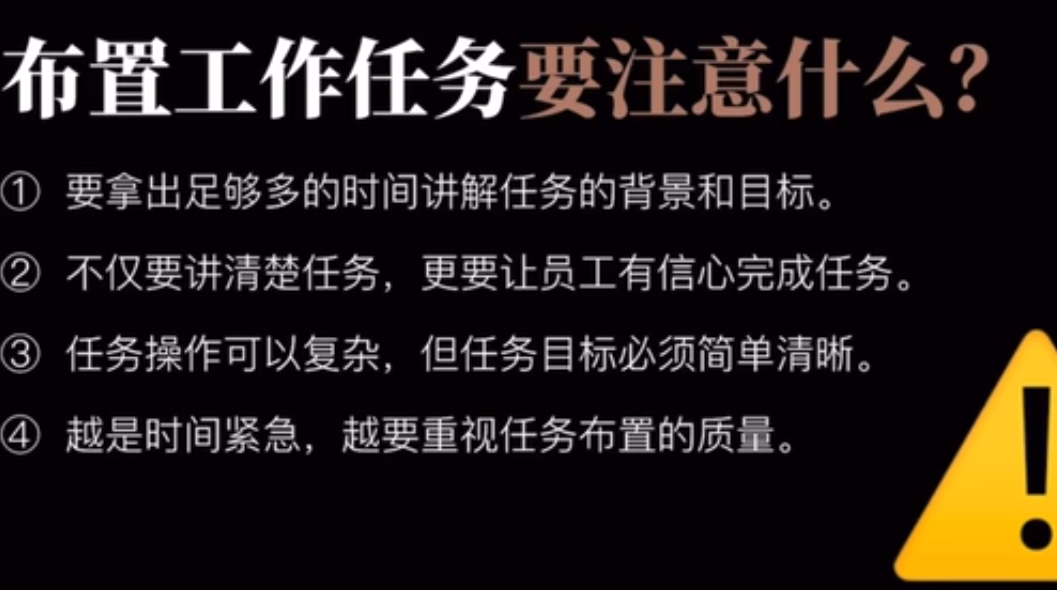 布置工作任务要注意什么？
① 要拿出足够多的时间讲解任务的背景和目标。
② 不仅要讲清楚任务，更要让员工有信心完成任务。
③ 任务操作可以复杂，但任务目标必须简单清晰。
④ 越是时间紧急，越要重视任务布置的质量。